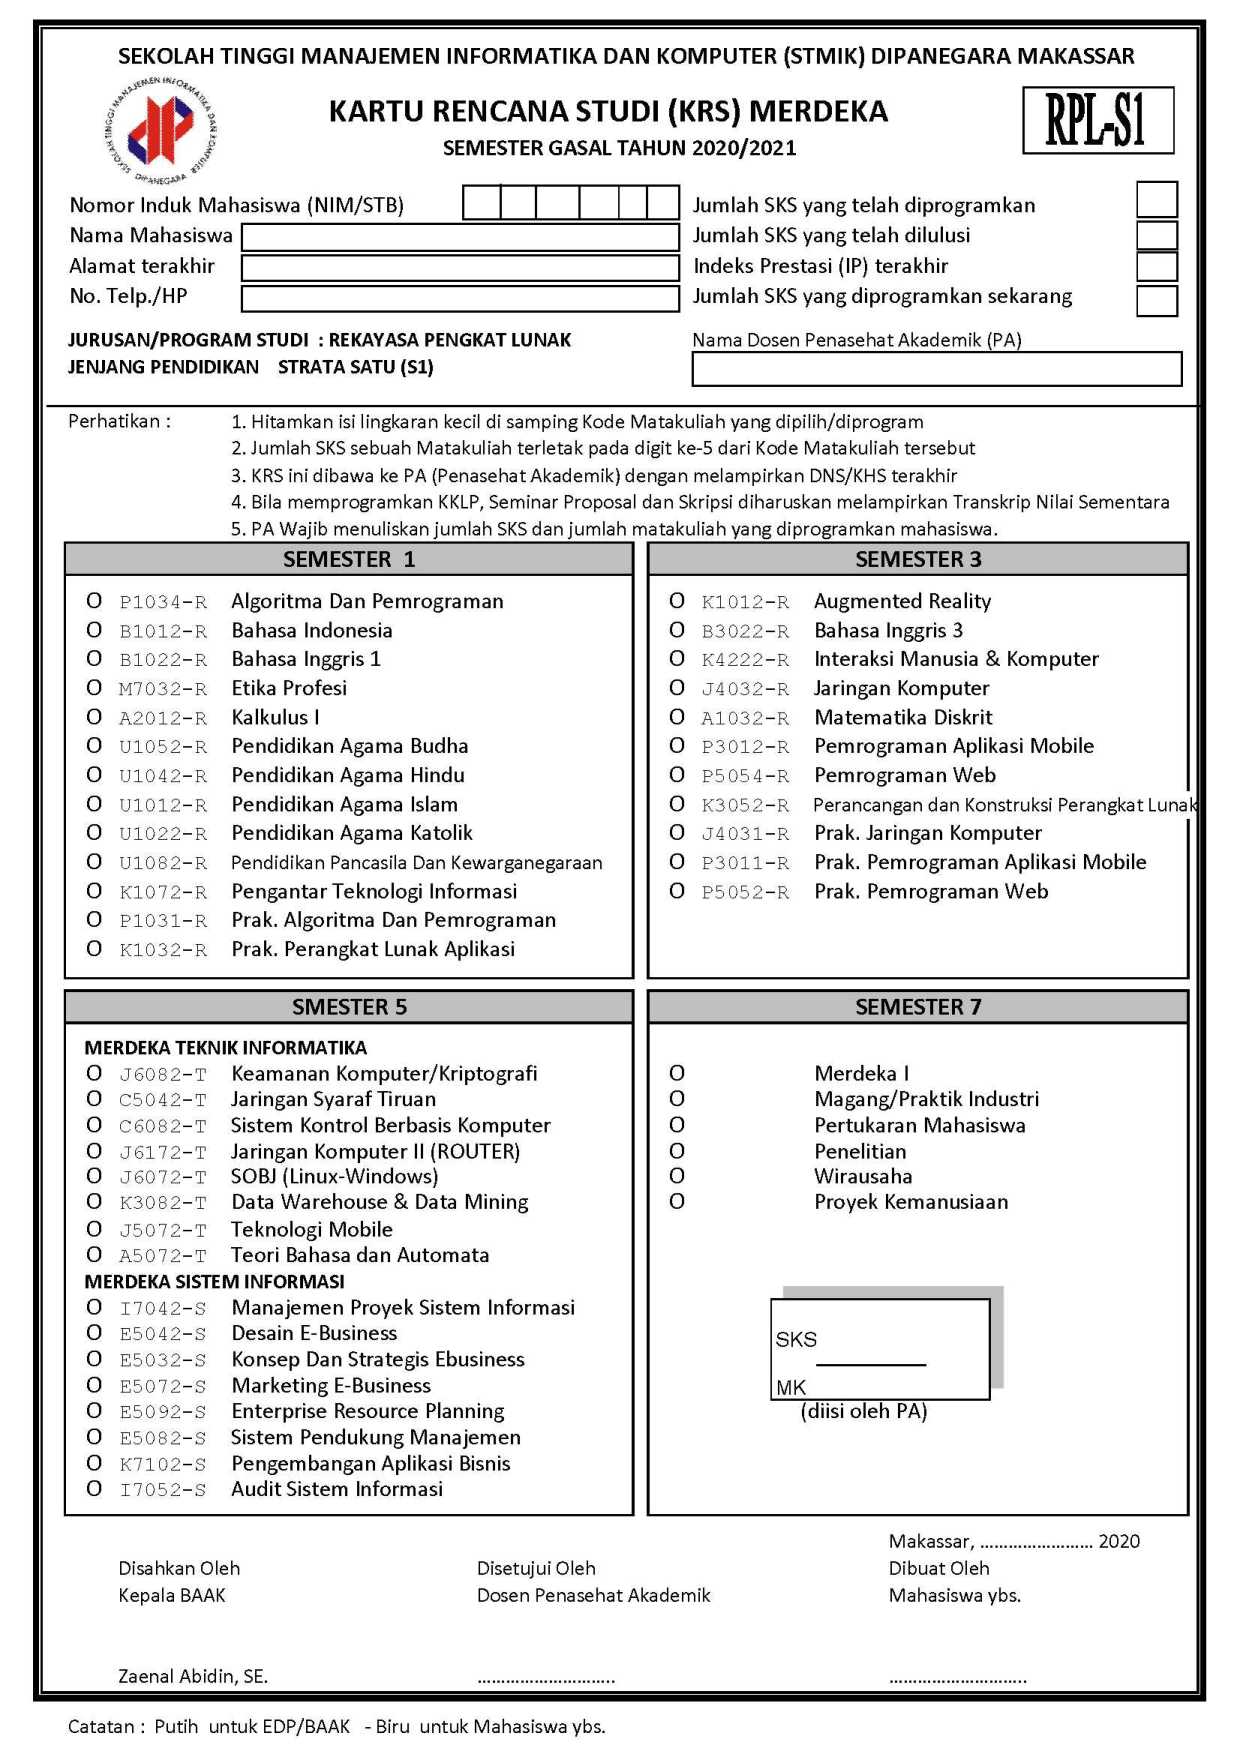 SEKOLAH TINGGI MANAJEMEN INFORMATIKA DAN KOMPUTER (STMIK) DIPANEGARA MAKASSAR
SEKOLAH TINGGI MANAJEMEN INFORMATIKA DAN KOMPUTER
DIPANEGARA
KARTU RENCANA STUDI (KRS) MERDEKA
SEMESTER GASAL TAHUN 2020/2021
RPL-S1
Nomor Induk Mahasiswa (NIM/STB)
Nama Mahasiswa
Alamat terakhir
No. Telp./HP
Jumlah SKS yang telah diprogramkan
Jumlah SKS yang telah dilulusi
Indeks Prestasi (IP) terakhir
Jumlah SKS yang diprogramkan sekarang
JURUSAN/PROGRAM STUDI : REKAYASA PENGKAT LUNAK
JENJANG PENDIDIKAN STRATA SATU (S1)
Nama Dosen Penasehat Akademik (PA)
Perhatikan : 1. Hitamkan isi lingkaran kecil di samping Kode Matakuliah yang dipilih/diprogram
2. Jumlah SKS sebuah Matakuliah terletak pada digit ke-5 dari Kode Matakuliah tersebut
3. KRS ini dibawa ke PA (Penasehat Akademik) dengan melampirkan DNS/KHS terakhir
4. Bila memprogramkan KKLP, Seminar Proposal dan Skripsi diharuskan melampirkan Transkrip Nilai Sementara
5. PA Wajib menuliskan jumlah SKS dan jumlah matakuliah yang diprogramkan mahasiswa.
SEMESTER 1
O P1034-R Algoritma Dan Pemrograman
O B1012-R Bahasa Indonesia
O B1022-R Bahasa Inggris 1
O M7032-R Etika Profesi
O A2012-R Kalkulus I
O U1052-R Pendidikan Agama Budha
O U1042-R Pendidikan Agama Hindu
O U1012-R Pendidikan Agama Islam
O U1022-R Pendidikan Agama Katolik
O U1082-R Pendidikan Pancasila Dan Kewarganegaraan
O K1072-R Pengantar Teknologi Informasi
O P1031-R Prak. Algoritma Dan Pemrograman
O K1032-R Prak. Perangkat Lunak Aplikasi
SEMESTER 3
O K1012-R Augmented Reality
O B3022-R Bahasa Inggris 3
O K4222-R Interaksi Manusia & Komputer
O J4032-R Jaringan Komputer
O A1032-R Matematika Diskrit
O P3012-R Pemrograman Aplikasi Mobile
O P5054-R Pemrograman Web
O K3052-R Perancangan dan Konstruksi Perangkat Lunak
O J4031-R Prak. Jaringan Komputer
O P3011-R Prak. Pemrograman Aplikasi Mobile
O P5052-R Prak. Pemrograman Web
SMESTER 5
MERDEKA TEKNIK INFORMATIKA
O J6082-T Keamanan Komputer/Kriptografi
O C5042-T Jaringan Syaraf Tiruan
O C6082-T Sistem Kontrol Berbasis Komputer
O J6172-T Jaringan Komputer II (ROUTER)
O J6072-T SOBJ (Linux-Windows)
O K3082-T Data Warehouse & Data Mining
O J5072-T Teknologi Mobile
O A5072-T Teori Bahasa dan Automata
MERDEKA SISTEM INFORMASI
O I7042-S Manajemen Proyek Sistem Informasi
O E5042-S Desain E-Business
O E5032-S Konsep Dan Strategis Ebusiness
O E5072-S Marketing E-Business
O E5092-S Enterprise Resource Planning
O E5082-S Sistem Pendukung Manajemen
O K7102-S Pengembangan Aplikasi Bisnis
O I7052-S Audit Sistem Informasi
SEMESTER 7
O Merdeka I
O Magang/Praktik Industri
O Pertukaran Mahasiswa
O Penelitian
O Wirausaha
O Proyek Kemanusiaan
SKS
MK
(diisi oleh PA)
Makassar, ........................ 2020
Disahkan Oleh
Kepala BAAK
Disetujui Oleh
Dosen Penasehat Akademik
Dibuat Oleh
Mahasiswa ybs.
Zaenal Abidin, SE.
.............................
.............................
Catatan : Putih untuk EDP/BAAK - Biru untuk Mahasiswa ybs.